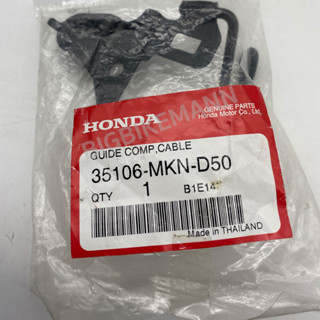 HONDA
GENUINE PARTS
Honda Motor Co., Ltd.
BIGBIKEMANN
GUIDE COMP,CABLE
35106-MKN-D50
QTY 1 B1E14
Made in THAILAND